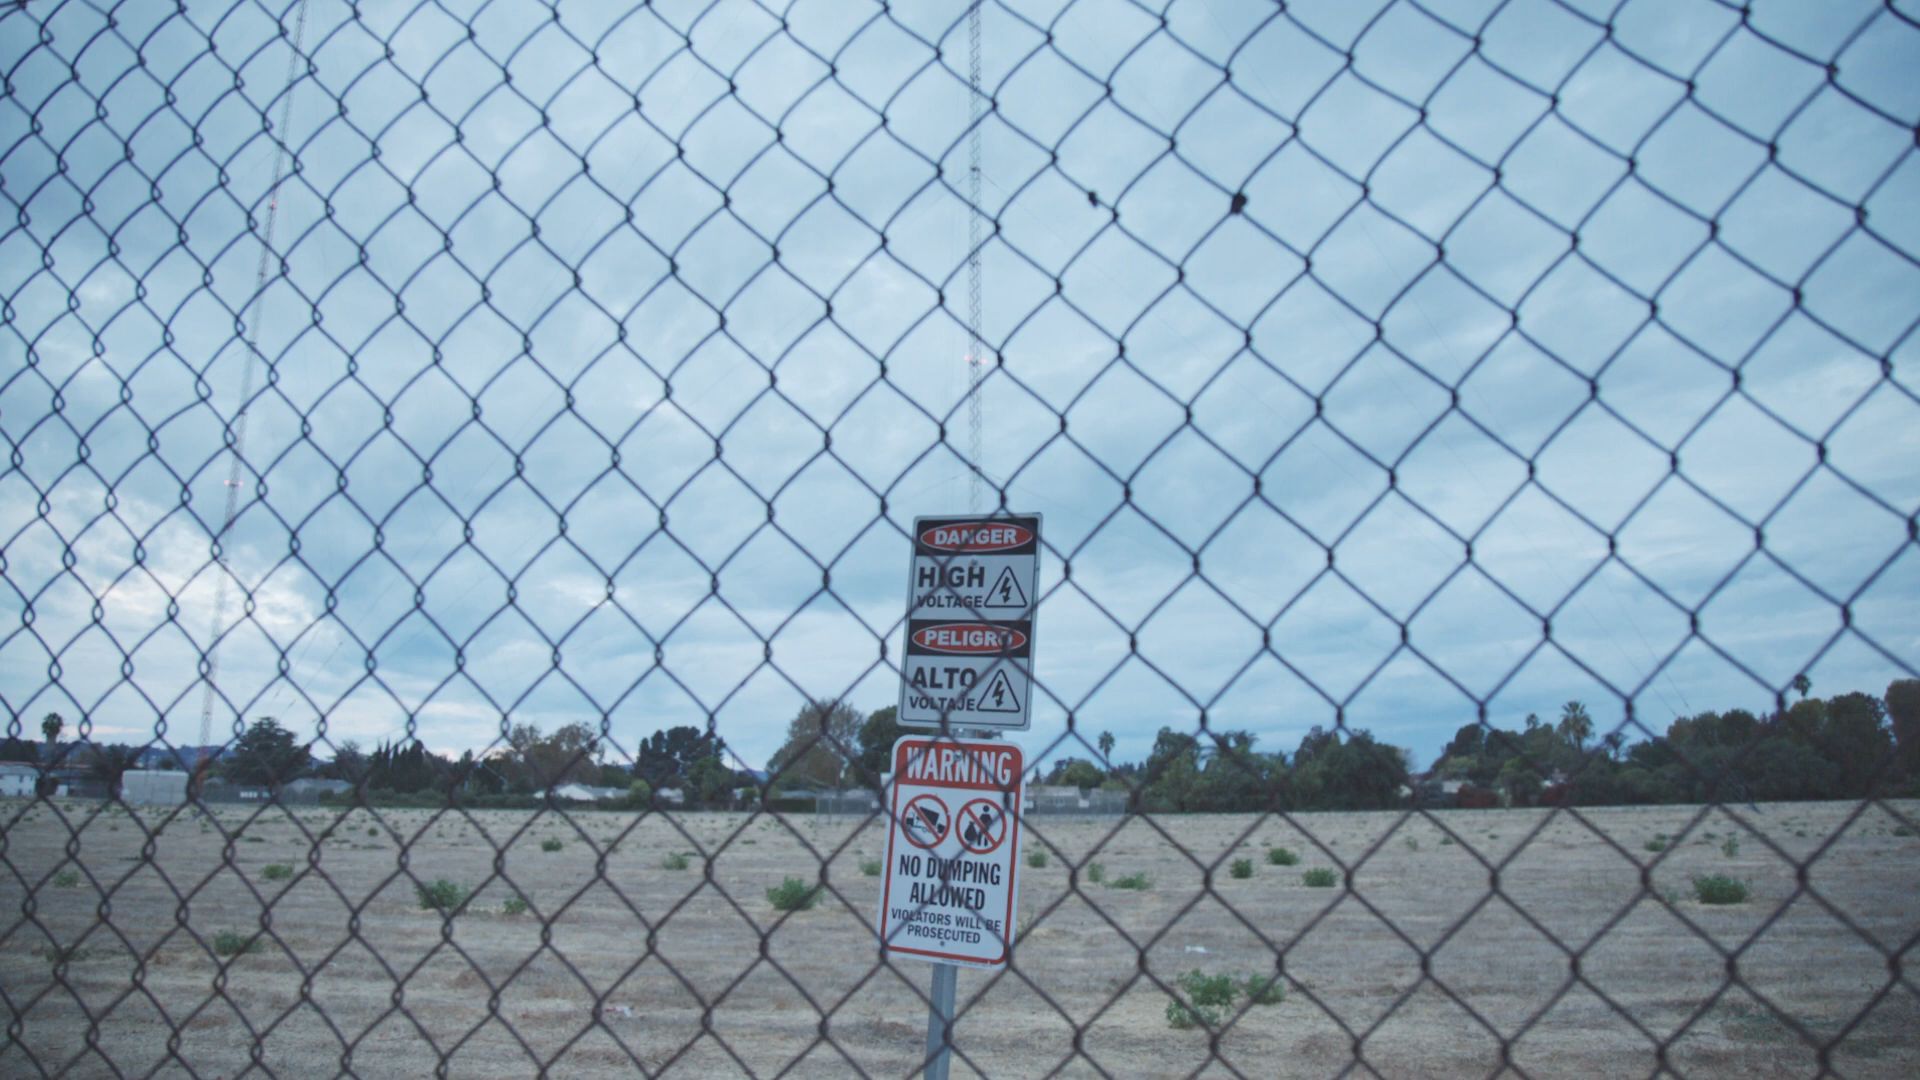 DANGER
HIGH
VOLTAGE
PELIGRO
ALTO
VOLTAJE
WARNING
NO DUMPING
ALLOWED
VIOLATORS WILL BE
PROSECUTED